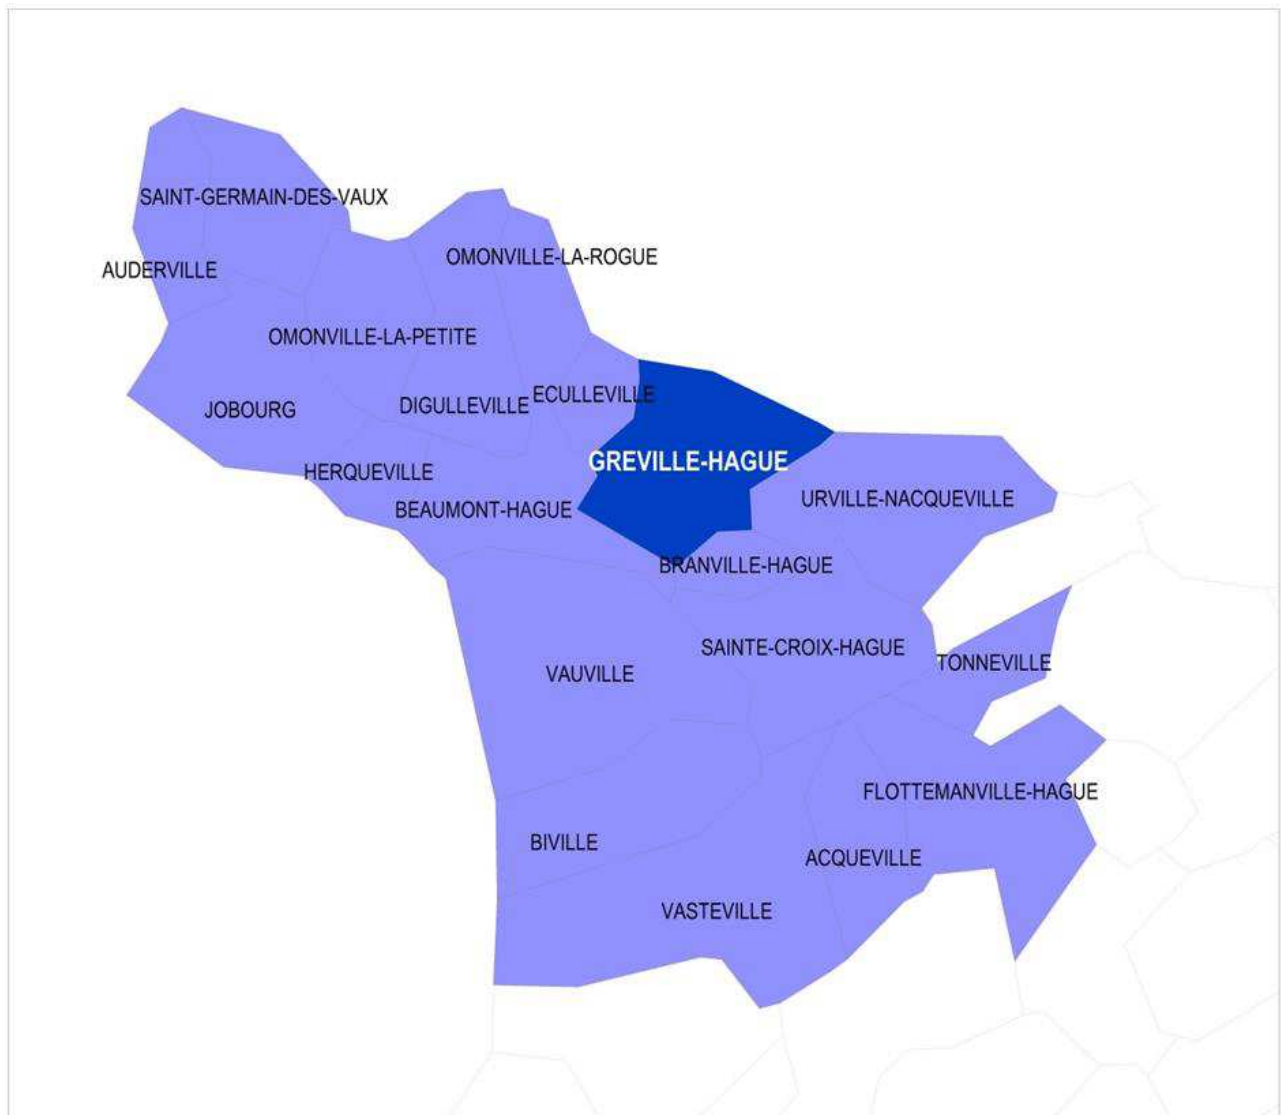 SAINT-GERMAIN-DES-VAUX
OMONVILLE-LA-ROGUE
AUDERVILLE
OMONVILLE-LA-PETITE
ECULLEVILLE
DIGULLEVILLE
JOBOURG
GREVILLE-HAGUE
HERQUEVILLE
URVILLE-NACQUEVILLE
BEAUMONT-HAGUE
BRANVILLE-HAGUE
SAINTE-CROIX-HAGUE
TONNEVILLE
VAUVILLE
FLOTTEMANVILLE-HAGUE
BIVILLE
ACQUEVILLE
VASTEVILLE